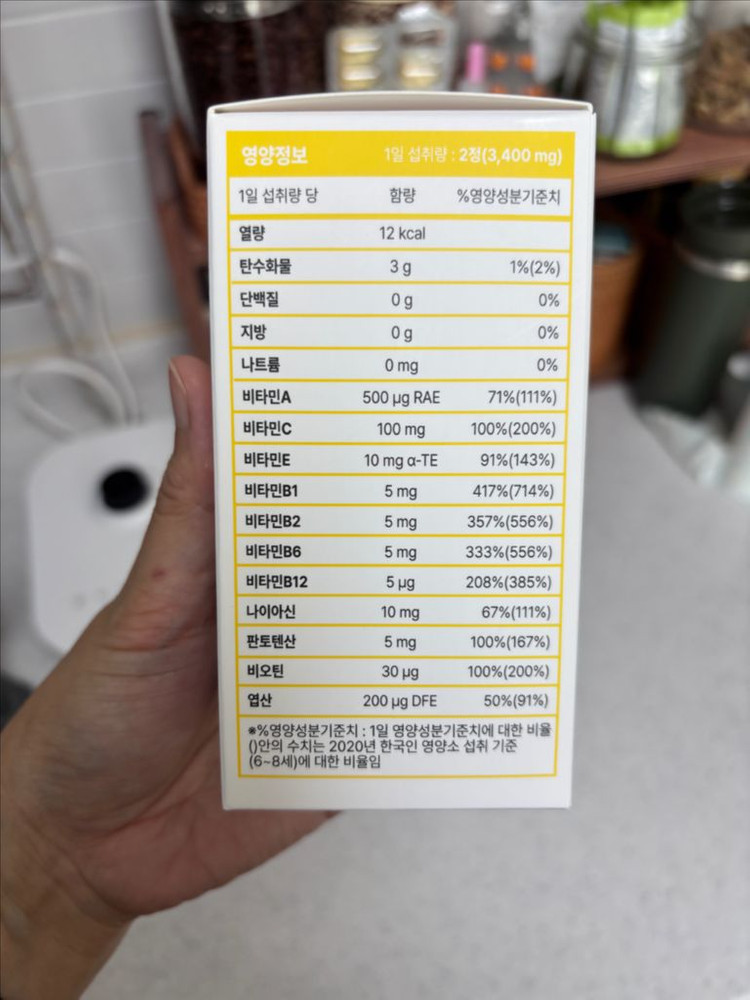 영양정보 1일 섭취량 : 2정(3,400 mg)
1일 섭취량 당 함량 %영양성분기준치
열량 12 kcal
탄수화물 3 g 1%(2%)
단백질 0 g 0%
지방 0 g 0%
나트륨 0 mg 0%
비타민A 500 µg RAE 71%(111%)
비타민C 100 mg 100%(200%)
비타민E 10 mg α-TE 91%(143%)
비타민B1 5 mg 417%(714%)
비타민B2 5 mg 357%(556%)
비타민B6 5 mg 333%(556%)
비타민B12 5 µg 208%(385%)
나이아신 10 mg 67%(111%)
판토텐산 5 mg 100%(167%)
비오틴 30 µg 100%(200%)
엽산 200 µg DFE 50%(91%)
※%영양성분기준치 : 1일 영양성분기준치에 대한 비율
()안의 수치는 2020년 한국인 영양소 섭취 기준
(6~8세)에 대한 비율임